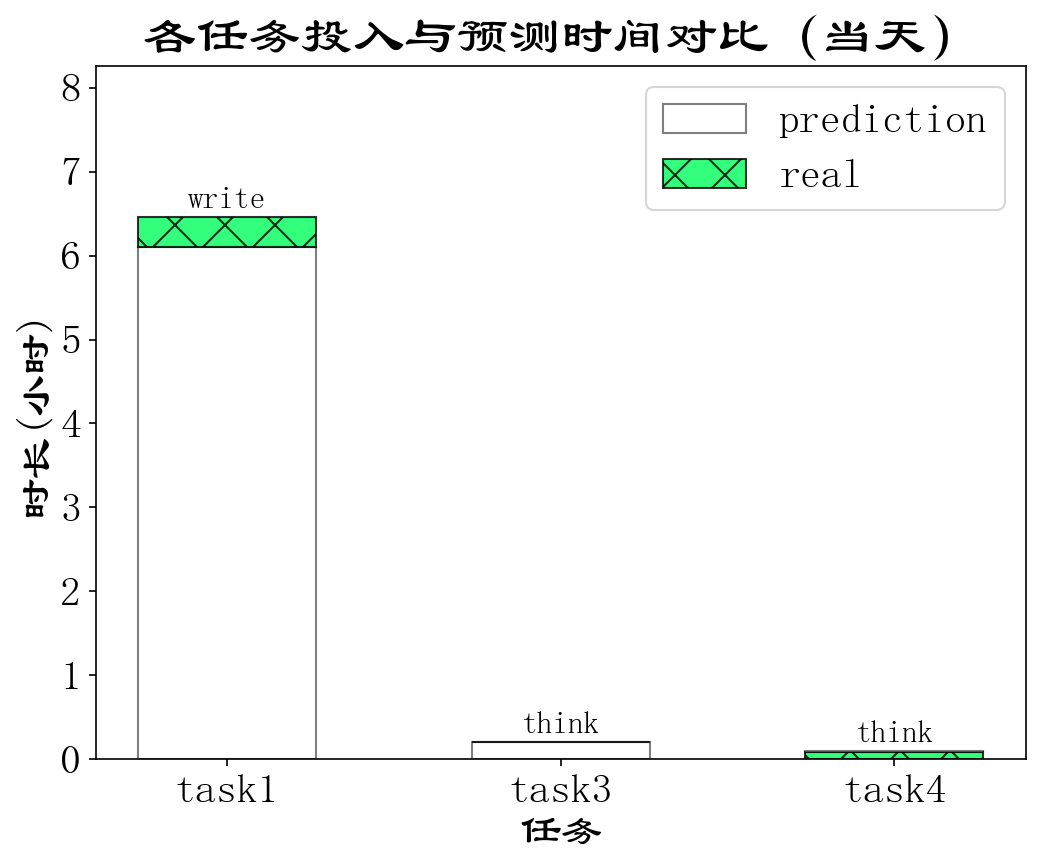 各任务投入与预测时间对比 (当天)
prediction
real
时长(小时)
8
7
6
5
4
3
2
1
0
write
think
think
task1
task3
task4
任务